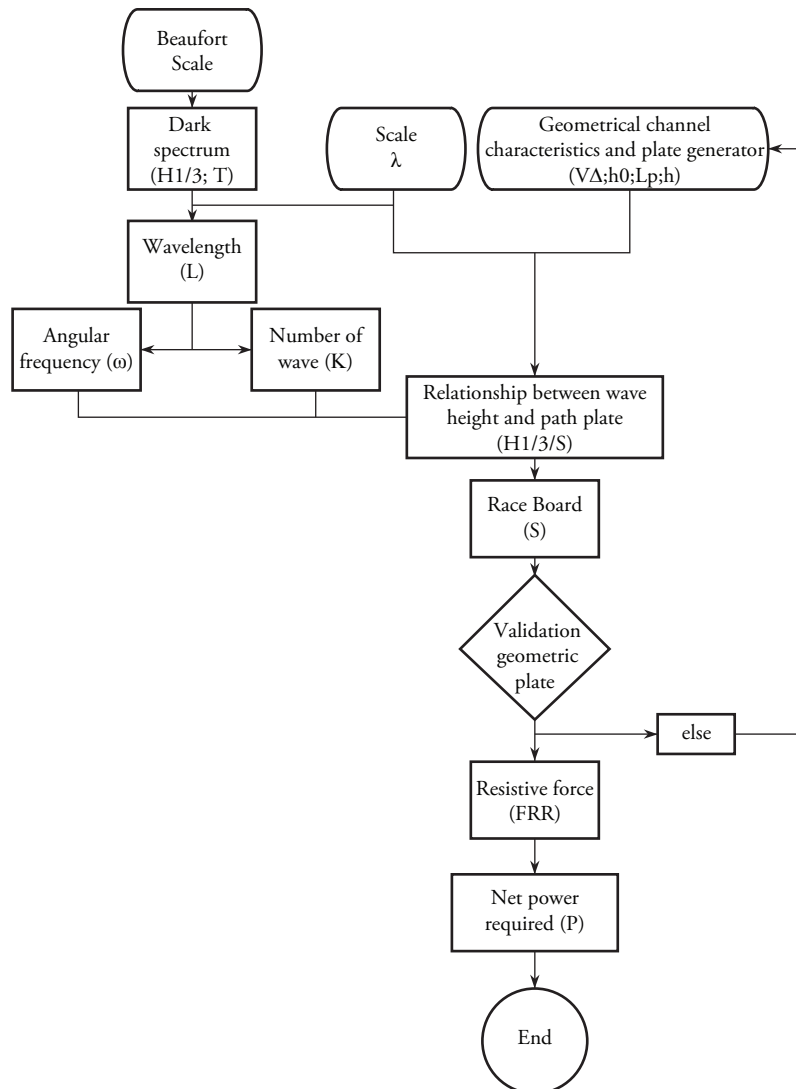 Beaufort
Scale
Dark
spectrum
(H1/3; T)
Scale
λ
Geometrical channel
characteristics and plate generator
(VΔ;h0;Lp;h)
Wavelength
(L)
Angular
frequency (ω)
Number of
wave (K)
Relationship between wave
height and path plate
(H1/3/S)
Race Board
(S)
Validation
geometric
plate
else
Resistive force
(FRR)
Net power
required (P)
End